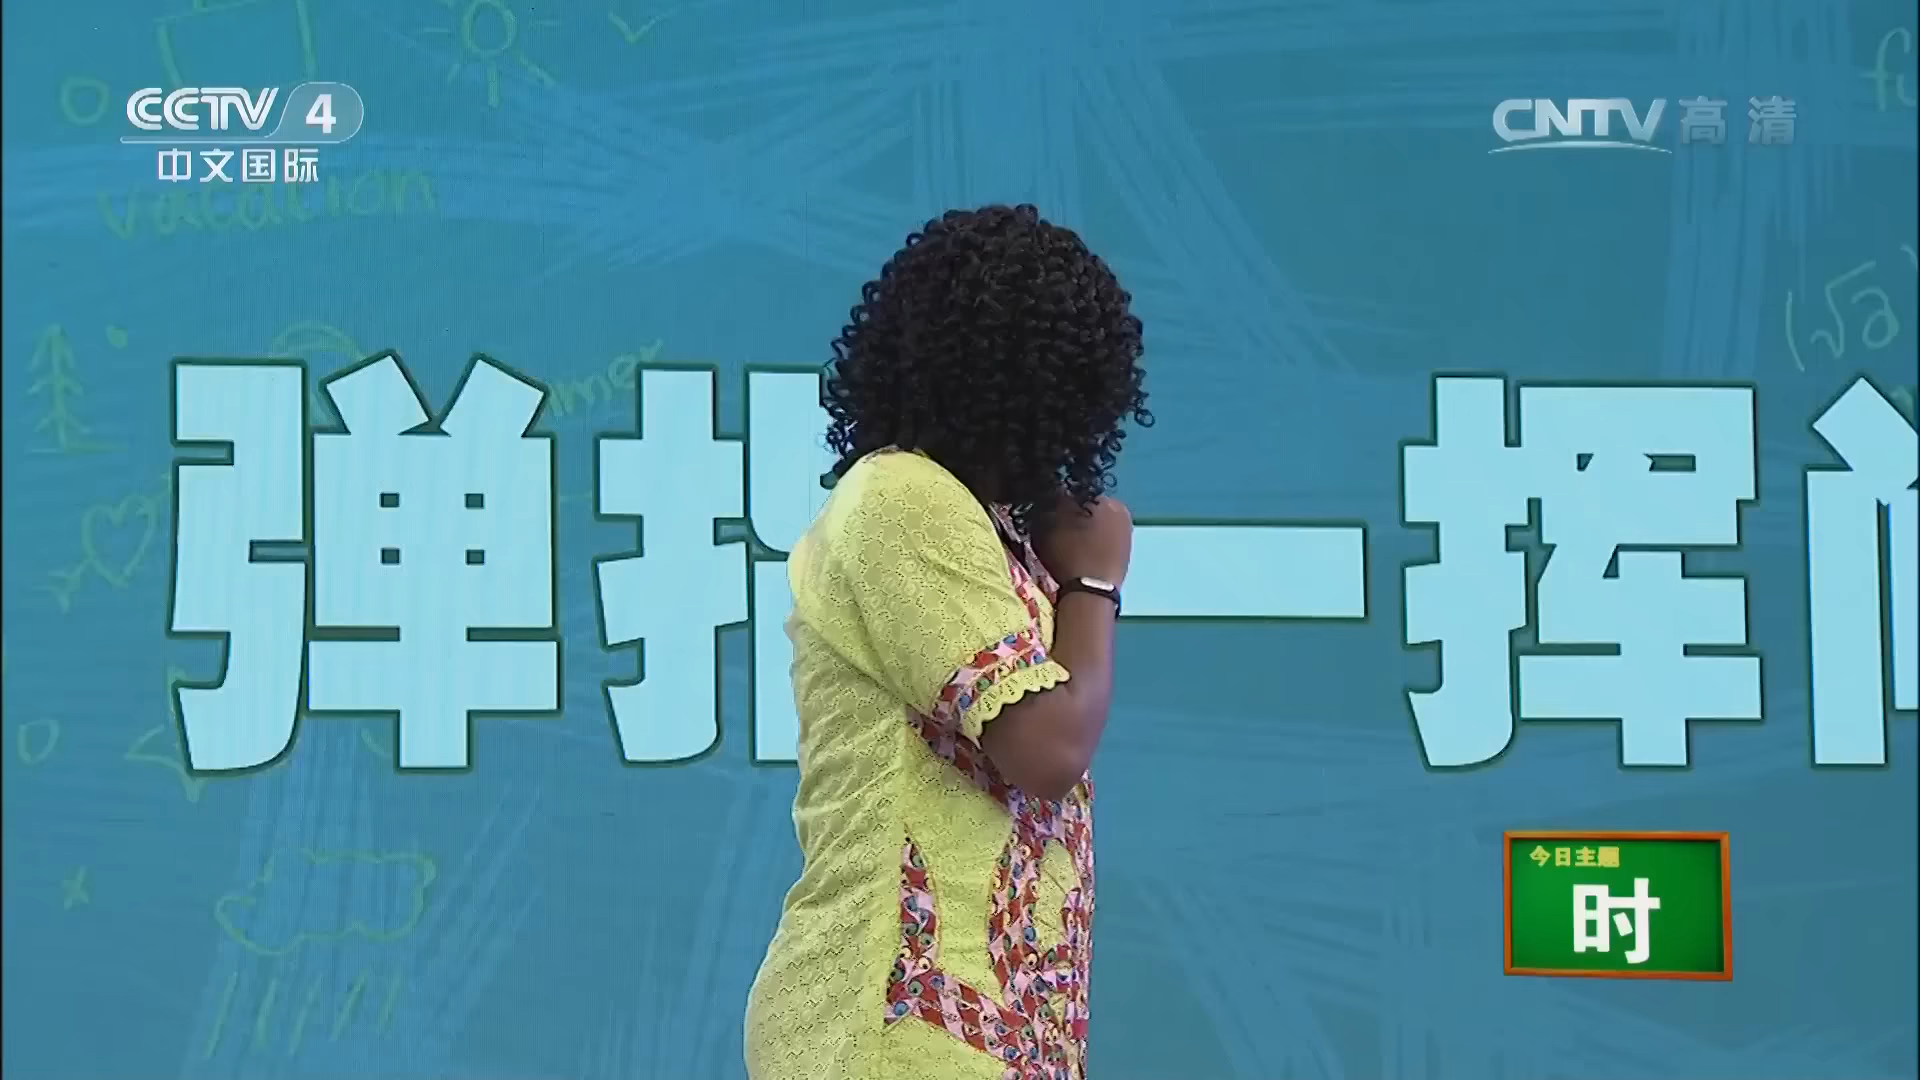 CCTV 4
中文国际
CNTV 高清
vacation
弹指一挥
今日主题
时